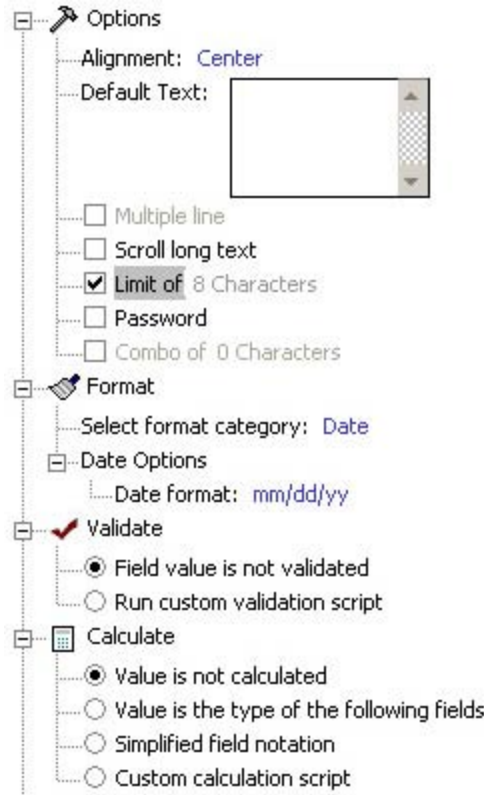 Options
Alignment: Center
Default Text:
Multiple line
Scroll long text
Limit of 8 Characters
Password
Combo of 0 Characters
Format
Select format category: Date
Date Options
Date format: mm/dd/yy
Validate
Field value is not validated
Run custom validation script
Calculate
Value is not calculated
Value is the type of the following fields
Simplified field notation
Custom calculation script